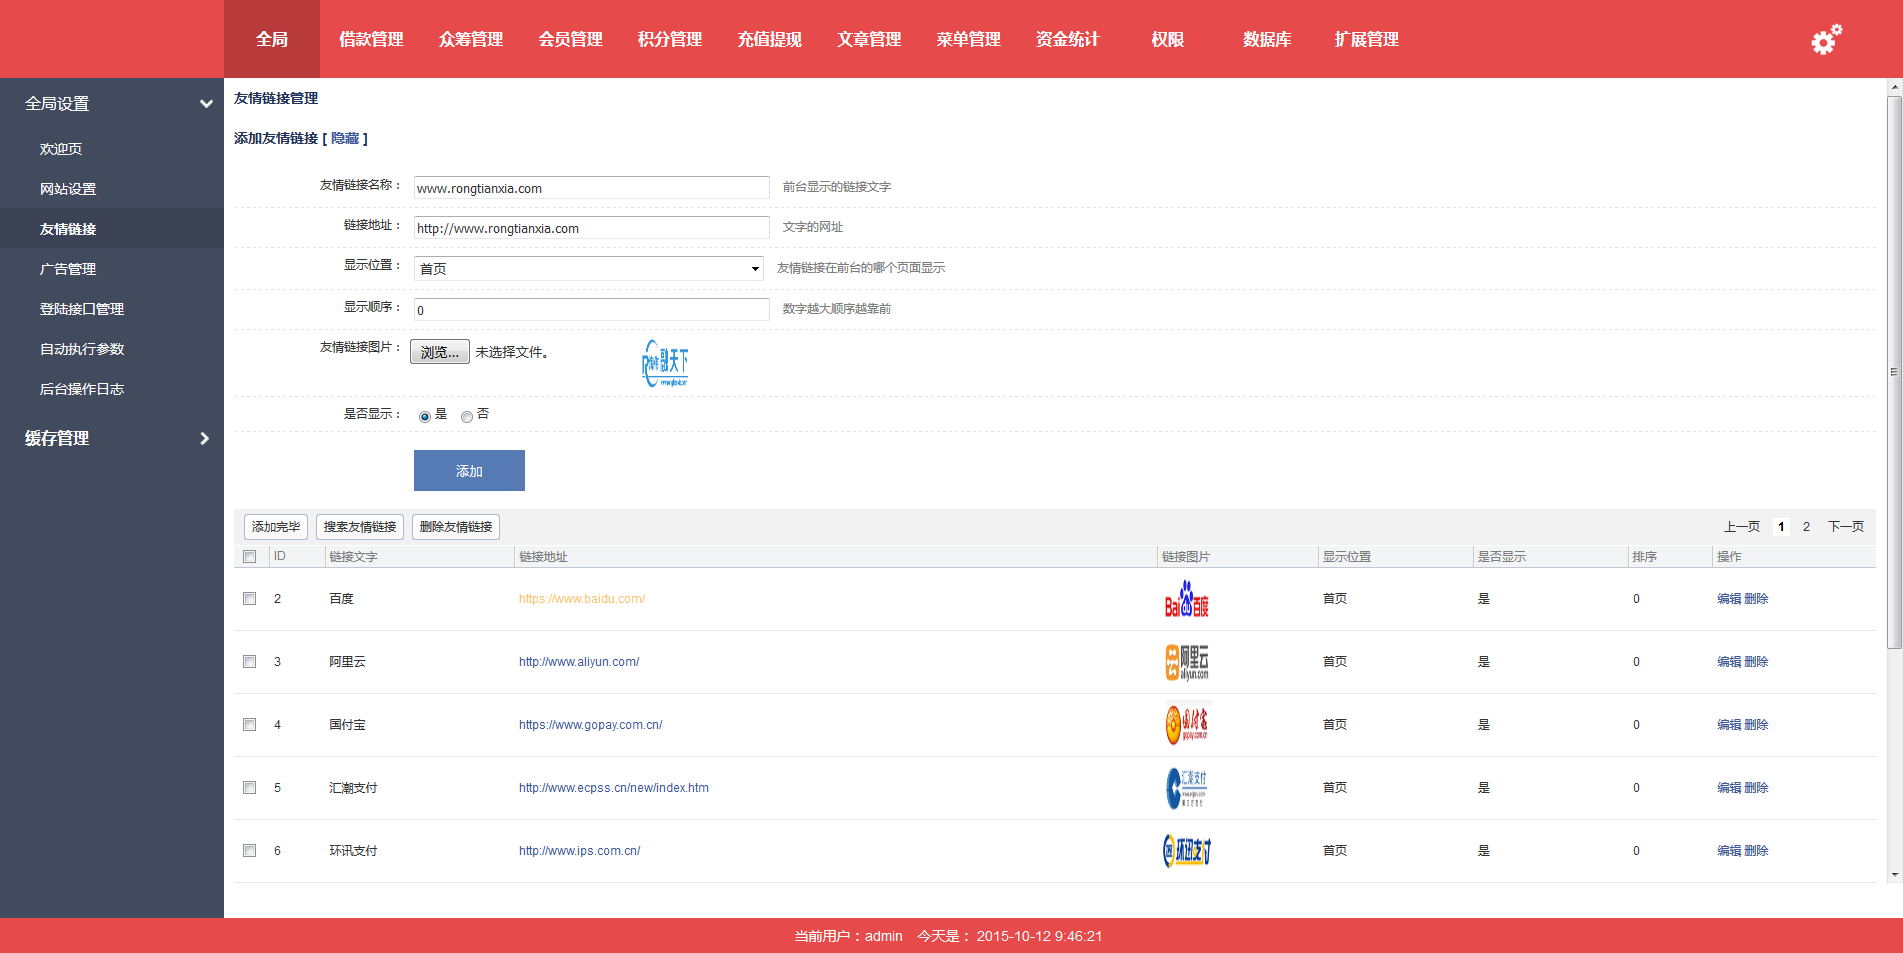 全局 借款管理 众筹管理 会员管理 积分管理 充值提现 文章管理 菜单管理 资金统计 权限 数据库 扩展管理
全局设置
欢迎页
网站设置
友情链接
广告管理
登陆接口管理
自动执行参数
后台操作日志
缓存管理
友情链接管理
添加友情链接 [ 隐藏 ]
友情链接名称： www.rongtianxia.com 前台显示的链接文字
链接地址： http://www.rongtianxia.com 文字的网址
显示位置： 首页 友情链接在前台的哪个页面显示
显示顺序： 0 数字越大顺序越靠前
友情链接图片： 浏览... 未选择文件。 融天下
是否显示： 是 否
添加
添加完毕 搜索友情链接 删除友情链接 上一页 1 2 下一页
ID 链接文字 链接地址 链接图片 显示位置 是否显示 排序 操作
2 百度 https://www.baidu.com/ Bai du 百度 首页 是 0 编辑 删除
3 阿里云 http://www.aliyun.com/ 阿里云 aliyun.com 首页 是 0 编辑 删除
4 国付宝 https://www.gopay.com.cn/ 国付宝 gopay.com.cn 首页 是 0 编辑 删除
5 汇潮支付 http://www.ecpss.cn/new/index.htm 汇潮支付 首页 是 0 编辑 删除
6 环讯支付 http://www.ips.com.cn/ 环讯支付 首页 是 0 编辑 删除
当前用户：admin 今天是： 2015-10-12 9:46:21